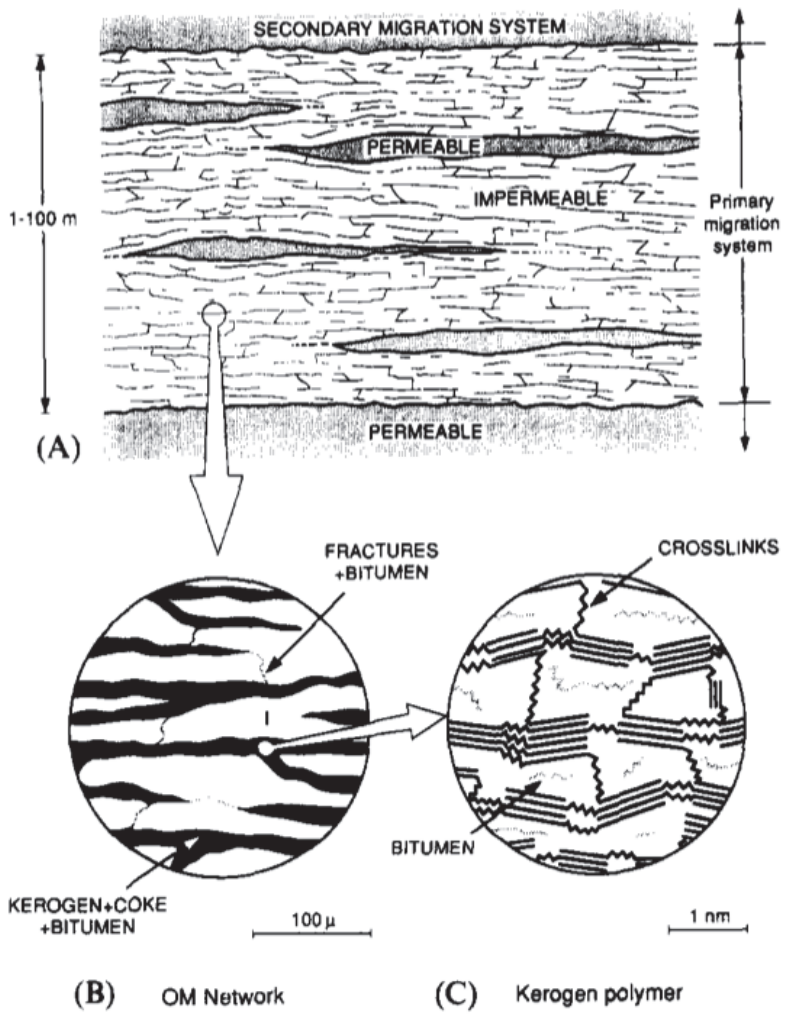 SECONDARY MIGRATION SYSTEM
PERMEABLE
IMPERMEABLE
1-100 m
Primary
migration
system
PERMEABLE
(A)
FRACTURES
+BITUMEN
CROSSLINKS
I
BITUMEN
KEROGEN+COKE
+BITUMEN
100 μ
1 nm
(B) OM Network
(C) Kerogen polymer